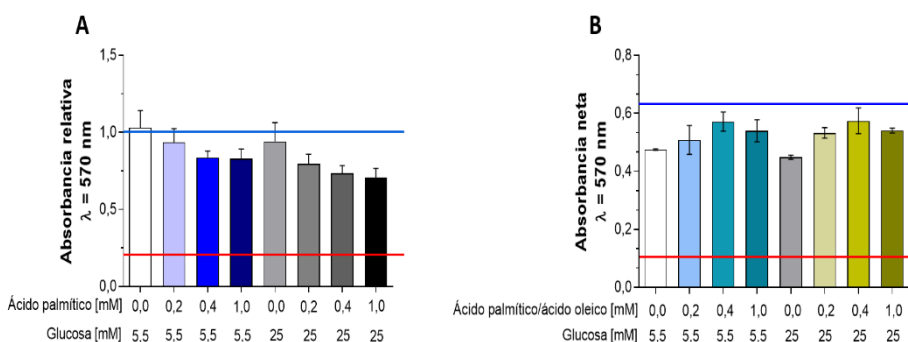 A
Absorbancia relativa
λ = 570 nm
1,5
1,0
0,5
0,0
Ácido palmítico [mM] 0,0 0,2 0,4 1,0 0,0 0,2 0,4 1,0
Glucosa [mM] 5,5 5,5 5,5 5,5 25 25 25 25
B
Absorbancia neta
λ = 570 nm
0,8
0,6
0,4
0,2
0,0
Ácido palmítico/ácido oleico [mM] 0,0 0,2 0,4 1,0 0,0 0,2 0,4 1,0
Glucosa [mM] 5,5 5,5 5,5 5,5 25 25 25 25